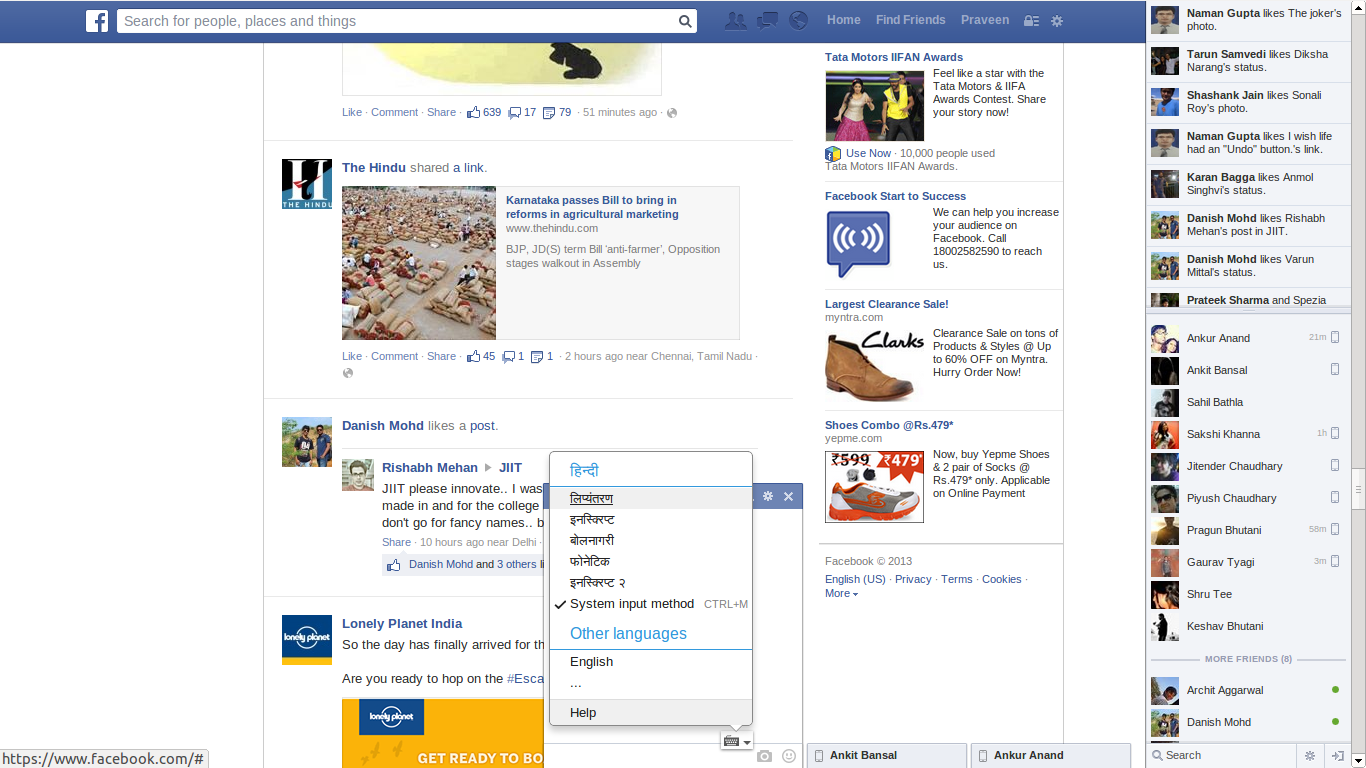 Search for people, places and things
Home Find Friends Praveen
Like · Comment · Share · 639 17 79 · 51 minutes ago ·
THE HINDU
The Hindu shared a link.
Karnataka passes Bill to bring in
reforms in agricultural marketing
www.thehindu.com
BJP, JD(S) term Bill 'anti-farmer', Opposition
stages walkout in Assembly
Like · Comment · Share · 45 1 1 · 2 hours ago near Chennai, Tamil Nadu ·
Danish Mohd likes a post.
Rishabh Mehan JIIT
JIIT please innovate.. I was
made in and for the college
don't go for fancy names.. b
Share · 10 hours ago near Delhi ·
Danish Mohd and 3 others li
lonely planet
Lonely Planet India
So the day has finally arrived for th
Are you ready to hop on the #Esca
lonely planet
GET READY TO BO
हिन्दी
लिप्यंतरण
इनस्क्रिप्ट
बोलनागरी
फोनेटिक
इनस्क्रिप्ट २
System input method CTRL+M
Other languages
English
...
Help
Tata Motors IIFAN Awards
Feel like a star with the
Tata Motors & IIFA
Awards Contest. Share
your story now!
Use Now · 10,000 people used
Tata Motors IIFAN Awards.
Facebook Start to Success
We can help you increase
your audience on
Facebook. Call
18002582590 to reach
us.
Largest Clearance Sale!
myntra.com
Clarks
Clearance Sale on tons of
Products & Styles @ Up
to 60% OFF on Myntra.
Hurry Order Now!
Shoes Combo @Rs.479*
yepme.com
₹599 ₹479
Now, buy Yepme Shoes
& 2 pair of Socks @
Rs.479* only. Applicable
on Online Payment
Facebook © 2013
English (US) · Privacy · Terms · Cookies ·
More
Naman Gupta likes The joker's
photo.
Tarun Samvedi likes Diksha
Narang's status.
Shashank Jain likes Sonali
Roy's photo.
Naman Gupta likes I wish life
had an "Undo" button.'s link.
Karan Bagga likes Anmol
Singhvi's status.
Danish Mohd likes Rishabh
Mehan's post in JIIT.
Danish Mohd likes Varun
Mittal's status.
Prateek Sharma and Spezia
Ankur Anand 21m
Ankit Bansal
Sahil Bathla
Sakshi Khanna 1h
Jitender Chaudhary
Piyush Chaudhary
Pragun Bhutani 58m
Gaurav Tyagi 3m
Shru Tee
Keshav Bhutani
MORE FRIENDS (8)
Archit Aggarwal
Danish Mohd
Search
Ankit Bansal
Ankur Anand
https://www.facebook.com/#